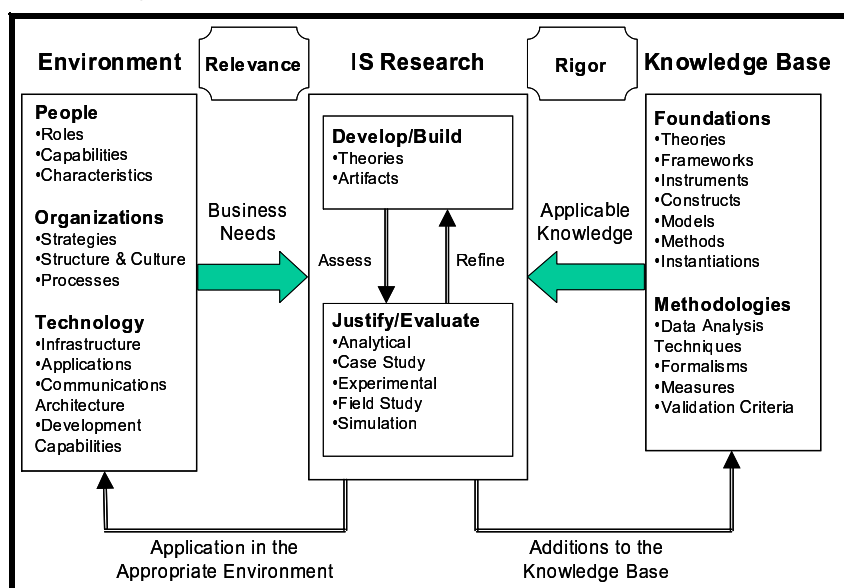 Environment
Relevance
IS Research
Rigor
Knowledge Base
People
•Roles
•Capabilities
•Characteristics
Organizations
•Strategies
•Structure & Culture
•Processes
Technology
•Infrastructure
•Applications
•Communications
Architecture
•Development
Capabilities
Business
Needs
Develop/Build
•Theories
•Artifacts
Assess
Refine
Justify/Evaluate
•Analytical
•Case Study
•Experimental
•Field Study
•Simulation
Applicable
Knowledge
Foundations
•Theories
•Frameworks
•Instruments
•Constructs
•Models
•Methods
•Instantiations
Methodologies
•Data Analysis
Techniques
•Formalisms
•Measures
•Validation Criteria
Application in the
Appropriate Environment
Additions to the
Knowledge Base